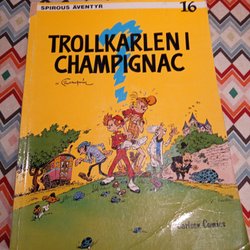 SPIROUS ÄVENTYR 16
TROLLKARLEN I
CHAMPIGNAC
?
Carlsen Comics